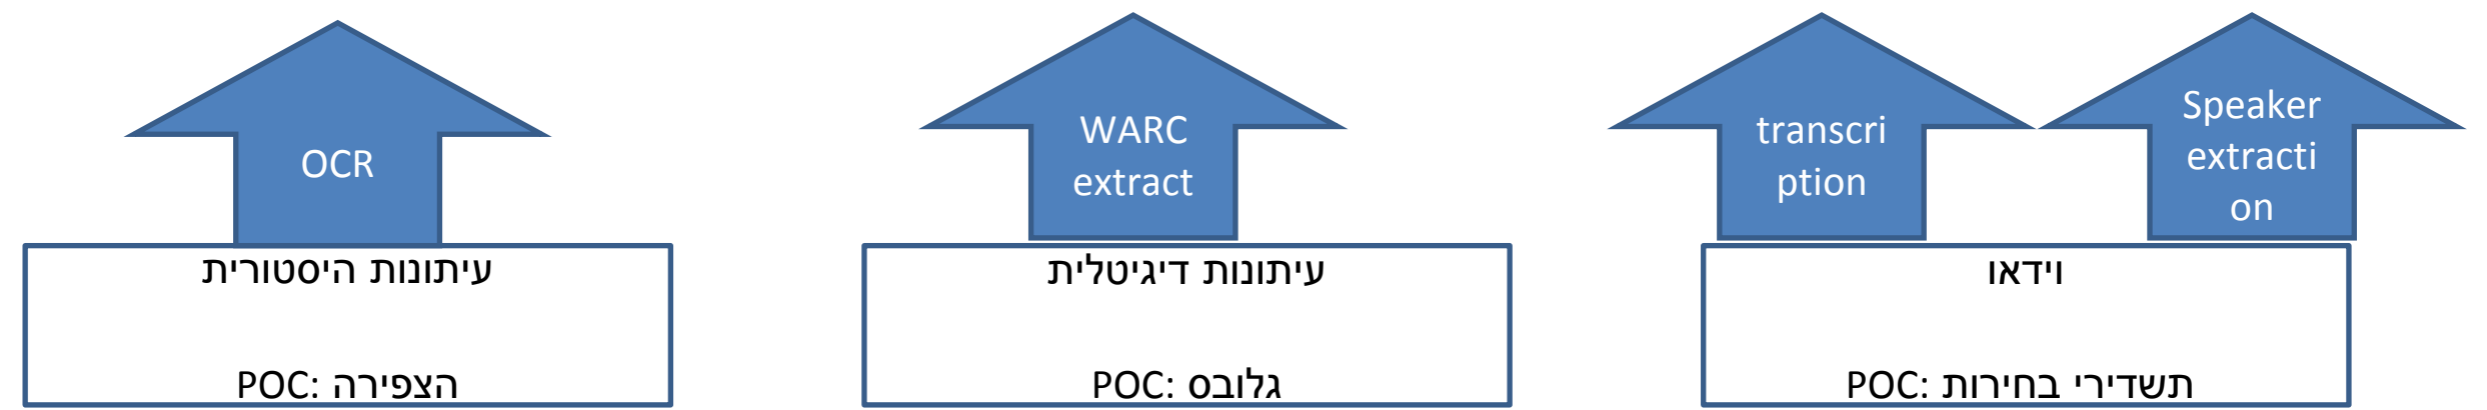 OCR
WARC
extract
transcri
ption
Speaker
extracti
on
עיתונות היסטורית
POC: הצפירה
עיתונות דיגיטלית
POC: גלובס
וידאו
POC: תשדירי בחירות